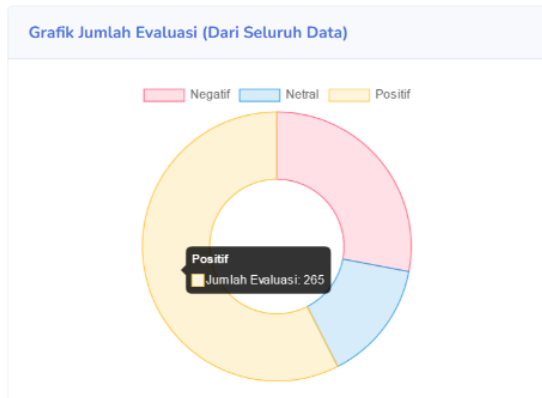 Grafik Jumlah Evaluasi (Dari Seluruh Data)
Negatif Netral Positif
Positif
Jumlah Evaluasi: 265